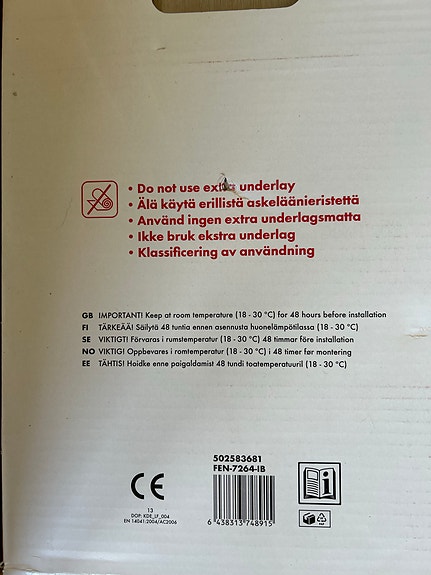 • Do not use extra underlay
• Älä käytä erillistä askeläänieristettä
• Använd ingen extra underlagsmatta
• Ikke bruk ekstra underlag
• Klassificering av användning
GB IMPORTANT! Keep at room temperature (18 - 30 °C) for 48 hours before installation
FI TÄRKEÄÄ! Säilytä 48 tuntia ennen asennusta huonelämpötilassa (18 - 30 °C)
SE VIKTIGT! Förvaras i rumstemperatur (18 - 30 °C) 48 timmar före installation
NO VIKTIG! Oppbevares i romtemperatur (18 - 30 °C) i 48 timer før montering
EE TÄHTIS! Hoidke enne paigaldamist 48 tundi toatemperatuuril (18 - 30 °C)
502583681
FEN-7264-IB
CE
13
DOP: KDE_LF_004
EN 14041:2004/AC2006
6 438313 748915
i
PAP